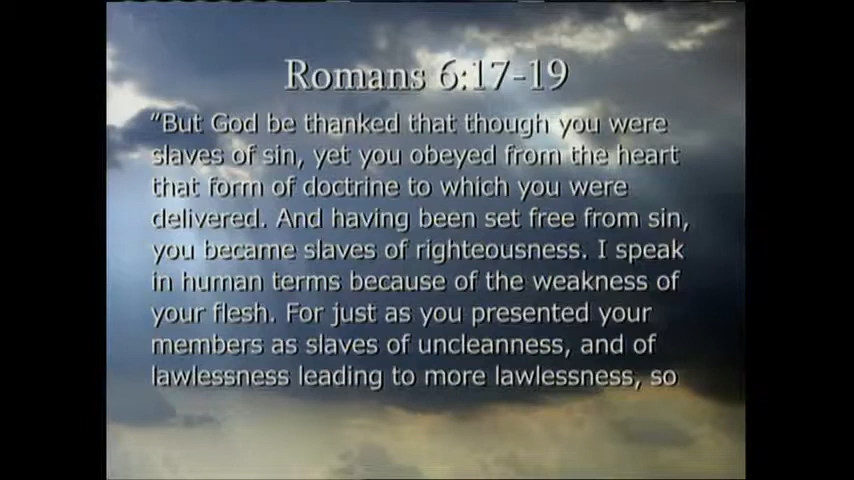 Romans 6:17-19
“But God be thanked that though you were
slaves of sin, yet you obeyed from the heart
that form of doctrine to which you were
delivered. And having been set free from sin,
you became slaves of righteousness. I speak
in human terms because of the weakness of
your flesh. For just as you presented your
members as slaves of uncleanness, and of
lawlessness leading to more lawlessness, so